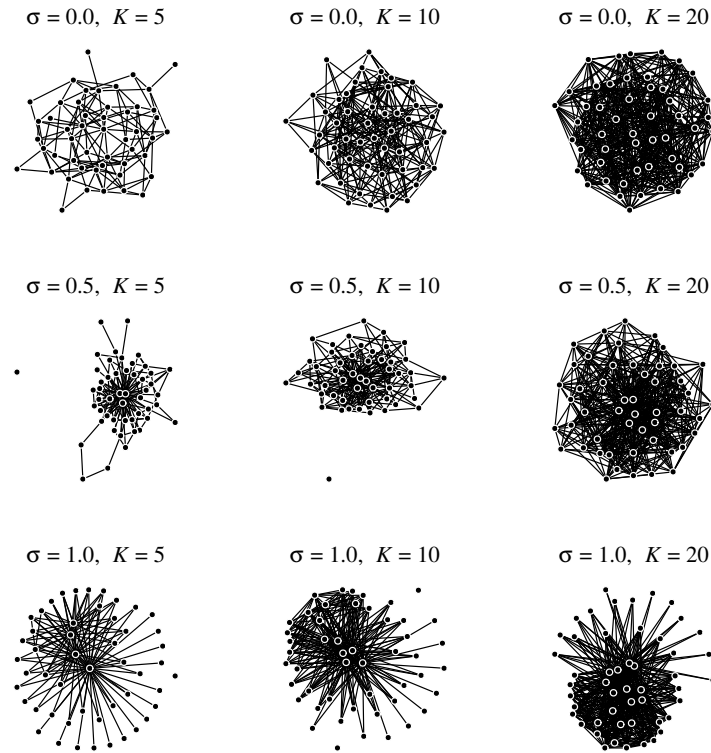 σ = 0.0, K = 5
σ = 0.0, K = 10
σ = 0.0, K = 20
σ = 0.5, K = 5
σ = 0.5, K = 10
σ = 0.5, K = 20
σ = 1.0, K = 5
σ = 1.0, K = 10
σ = 1.0, K = 20